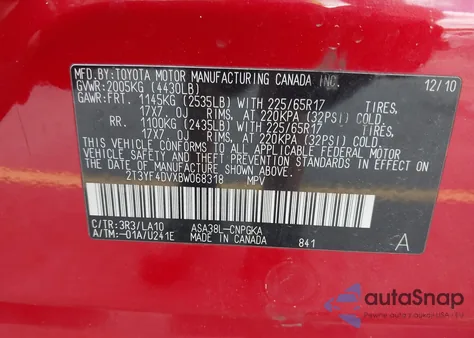 MFD.BY:TOYOTA MOTOR MANUFACTURING CANADA INC. 12/10
GVWR:2005KG (4430LB)
GAWR:FRT. 1145KG (2535LB) WITH 225/65R17 TIRES,
17X7 OJ RIMS, AT 220KPA (32PSI) COLD.
RR. 1100KG (2435LB) WITH 225/65R17 TIRES,
17X7 OJ RIMS, AT 220KPA (32PSI) COLD.
THIS VEHICLE CONFORMS TO ALL APPLICABLE FEDERAL MOTOR
VEHICLE SAFETY AND THEFT PREVENTION STANDARDS IN EFFECT
ON THE DATE OF MANUFACTURE SHOWN ABOVE.
2T3YF4DVXBW068318 MPV
C/TR:3R3/LA10 ASA38L-CNPGKA
A/TM:-01A/U241E MADE IN CANADA 841 A
autoSnap